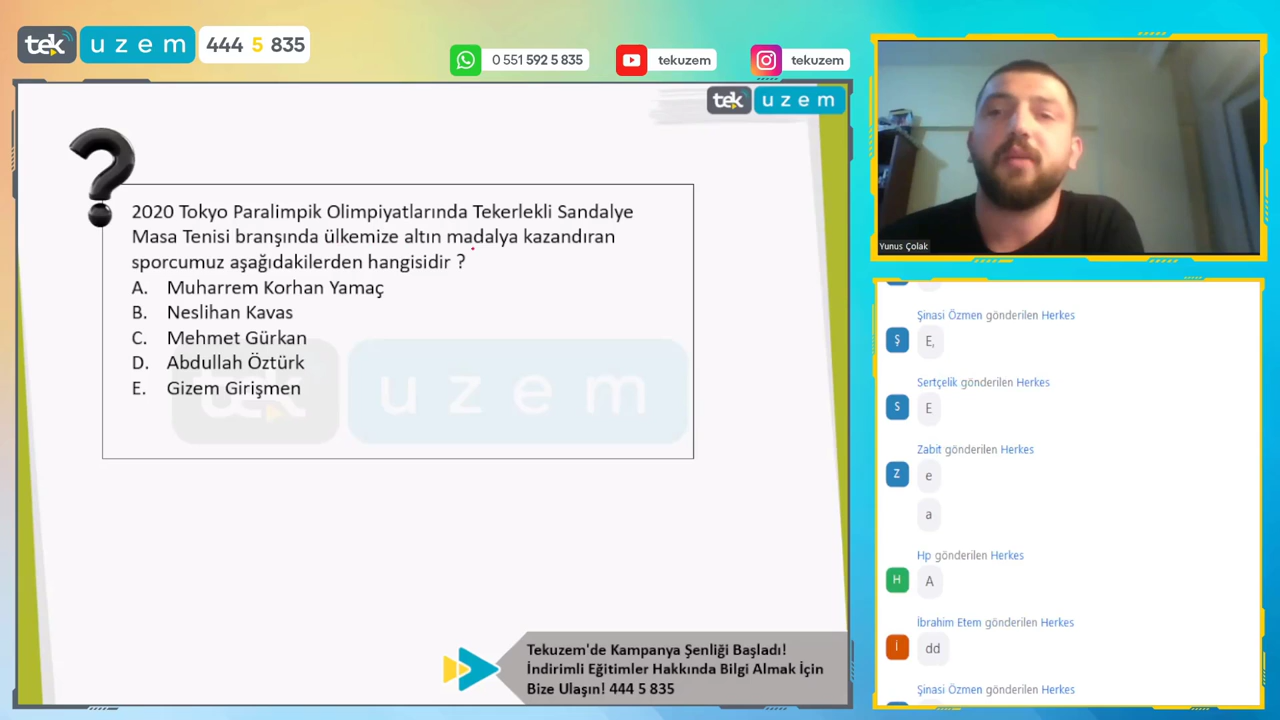 tek uzem 444 5 835
0 551 592 5 835
tekuzem
tekuzem
tek uzem
2020 Tokyo Paralimpik Olimpiyatlarında Tekerlekli Sandalye
Masa Tenisi branşında ülkemize altın madalya kazandıran
sporcumuz aşağıdakilerden hangisidir ?
A. Muharrem Korhan Yamaç
B. Neslihan Kavas
C. Mehmet Gürkan
D. Abdullah Öztürk
E. Gizem Girişmen
tek uzem
Tekuzem'de Kampanya Şenliği Başladı!
İndirimli Eğitimler Hakkında Bilgi Almak İçin
Bize Ulaşın! 444 5 835
Yunus Çolak
Şinasi Özmen gönderilen Herkes
Ş E,
Sertçelik gönderilen Herkes
S E
Zabit gönderilen Herkes
Z e
a
Hp gönderilen Herkes
H A
İbrahim Etem gönderilen Herkes
İ dd
Şinasi Özmen gönderilen Herkes